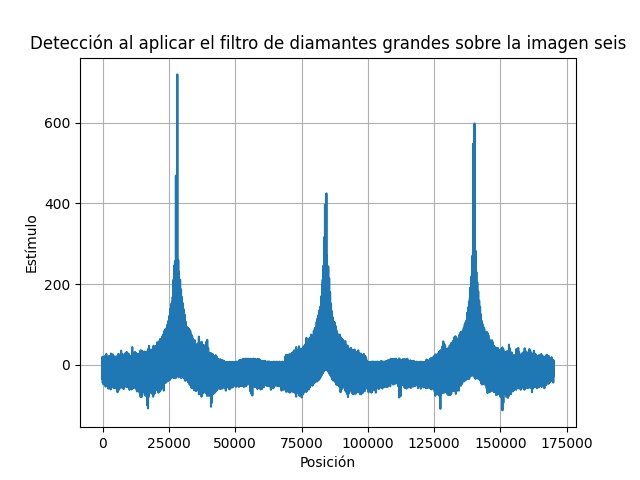 Detección al aplicar el filtro de diamantes grandes sobre la imagen seis
600
400
200
0
Estímulo
0 25000 50000 75000 100000 125000 150000 175000
Posición